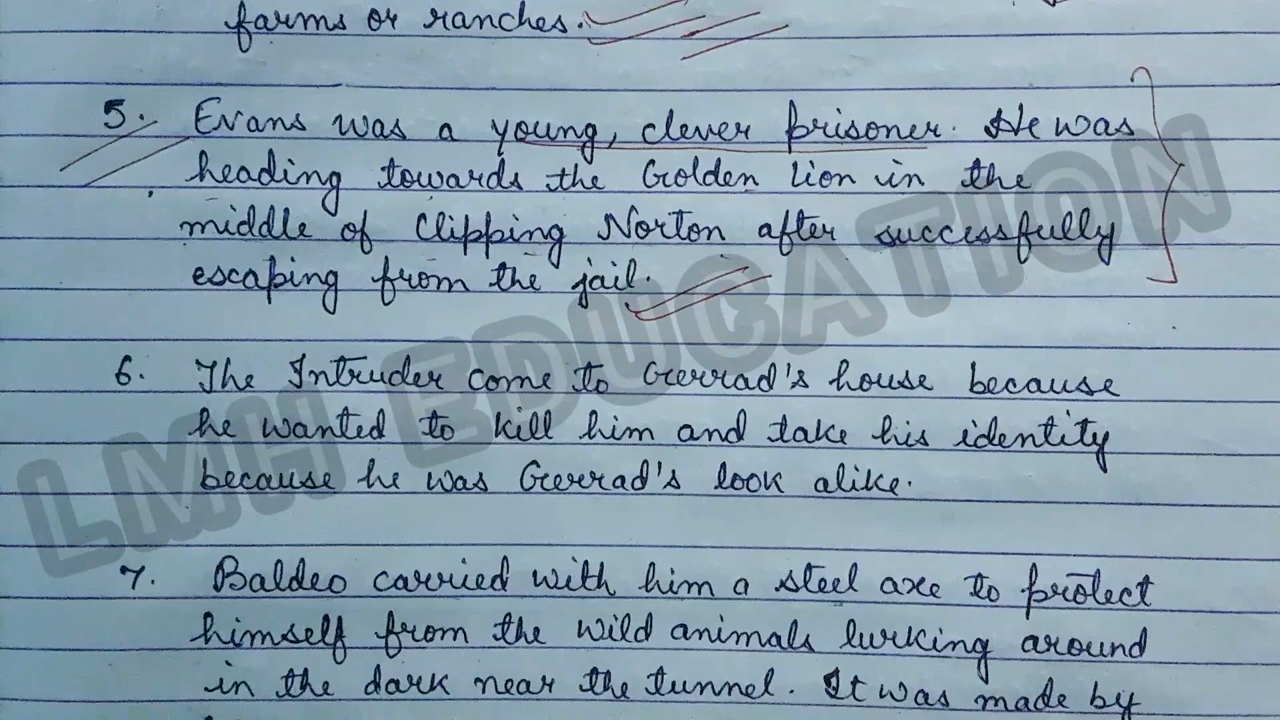 farms or ranches.
5. Evans was a young, clever prisoner. He was
heading towards the Golden Lion in the
middle of Clipping Norton after successfully
escaping from the jail.
6. The Intruder come to Gerrad's house because
he wanted to kill him and take his identity
because he was Gerrad's look alike.
7. Baldeo carried with him a steel axe to protect
himself from the wild animals lurking around
in the dark near the tunnel. It was made by
LMH EDUCATION